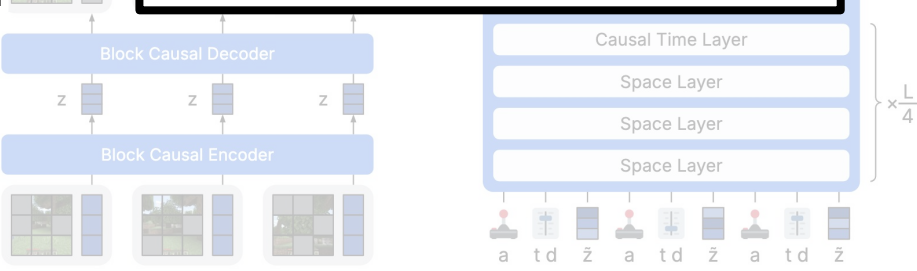 Block Causal Decoder
z z z
Block Causal Encoder
Causal Time Layer
Space Layer
Space Layer
Space Layer
× L/4
a t d z̃ a t d z̃ a t d z̃